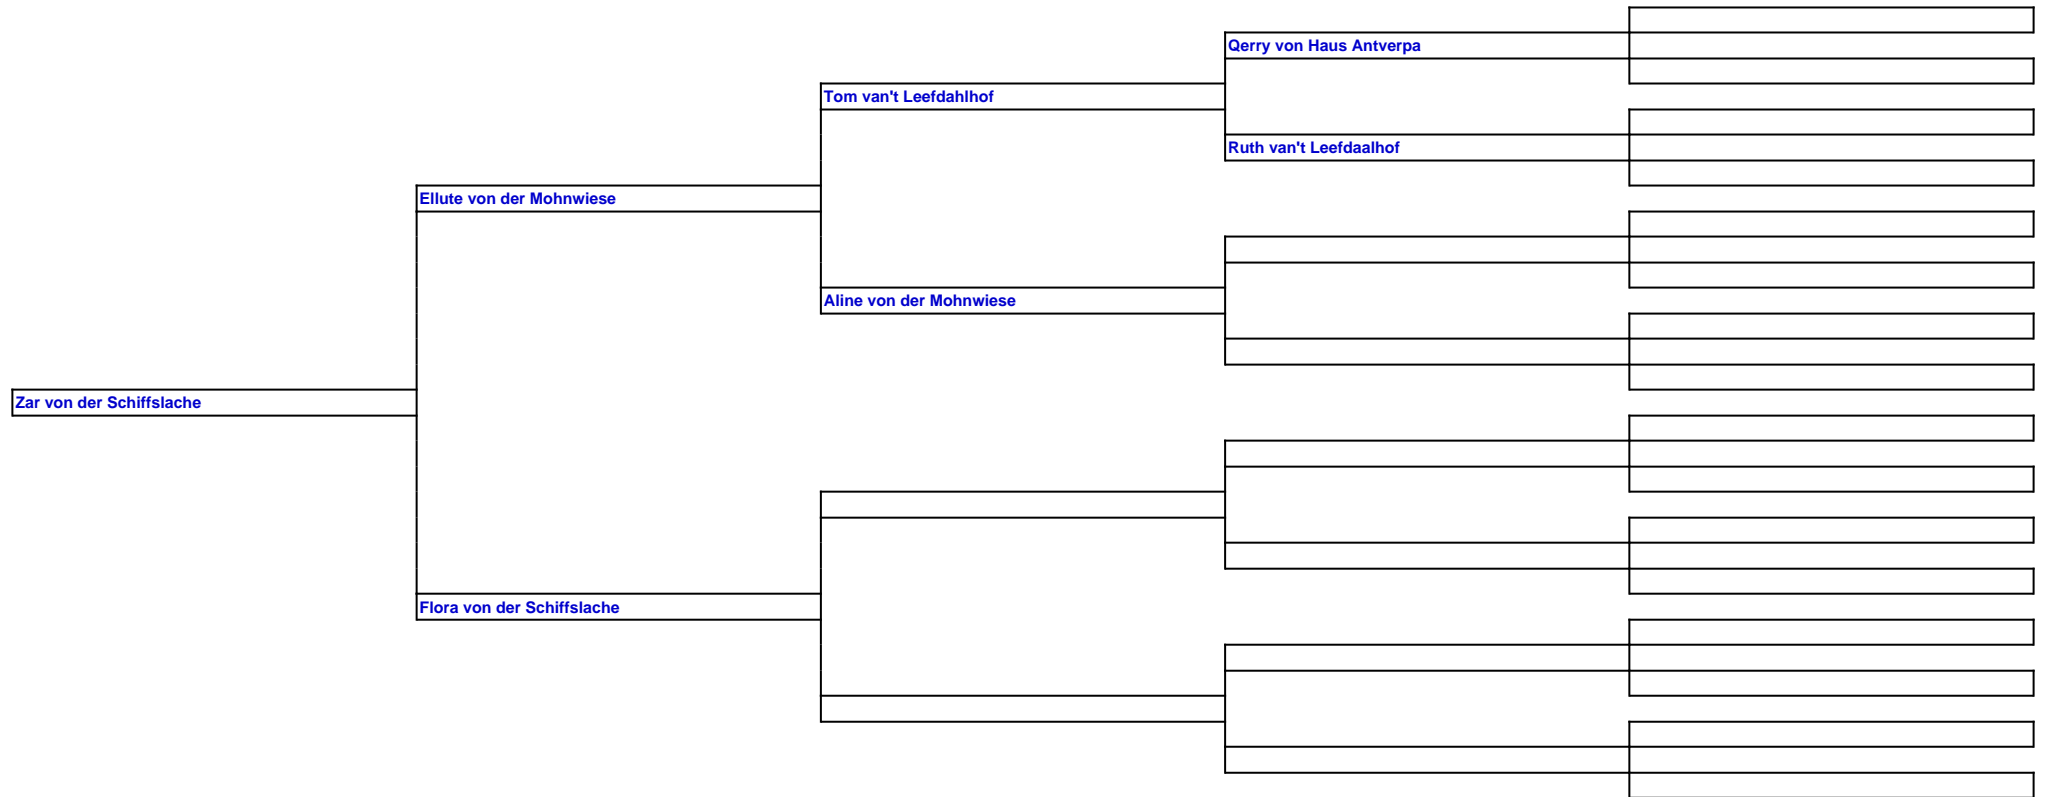 Qerry von Haus Antverpa
Tom van't Leefdahlhof
Ruth van't Leefdaalhof
Ellute von der Mohnwiese
Aline von der Mohnwiese
Zar von der Schiffslache
Flora von der Schiffslache